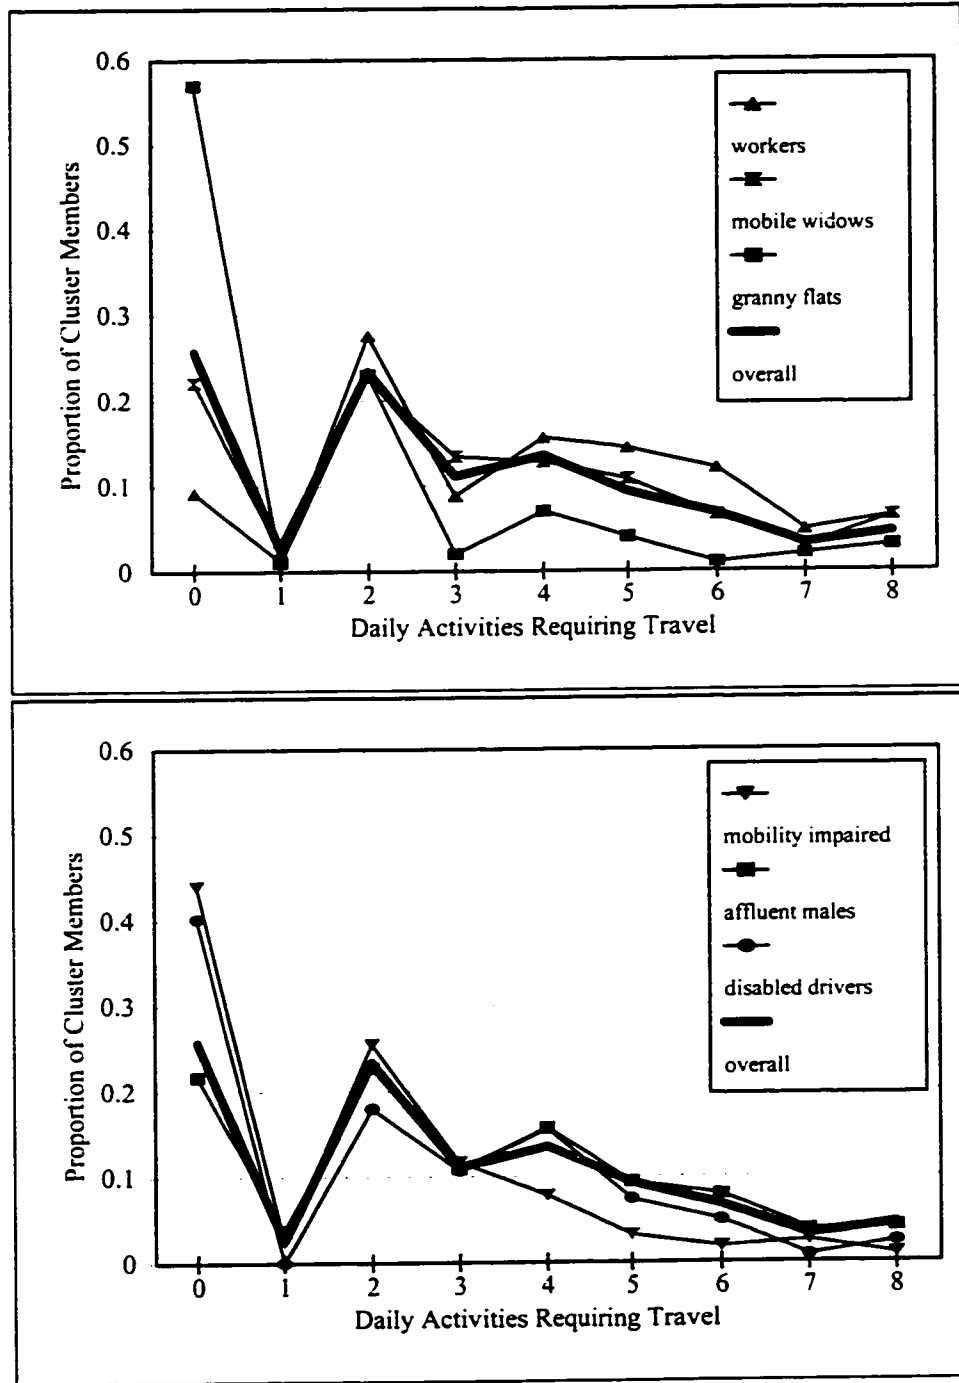 0.6
0.5
0.4
0.3
0.2
0.1
0
Proportion of Cluster Members
workers
mobile widows
granny flats
overall
0 1 2 3 4 5 6 7 8
Daily Activities Requiring Travel
0.6
0.5
0.4
0.3
0.2
0.1
0
Proportion of Cluster Members
mobility impaired
affluent males
disabled drivers
overall
0 1 2 3 4 5 6 7 8
Daily Activities Requiring Travel